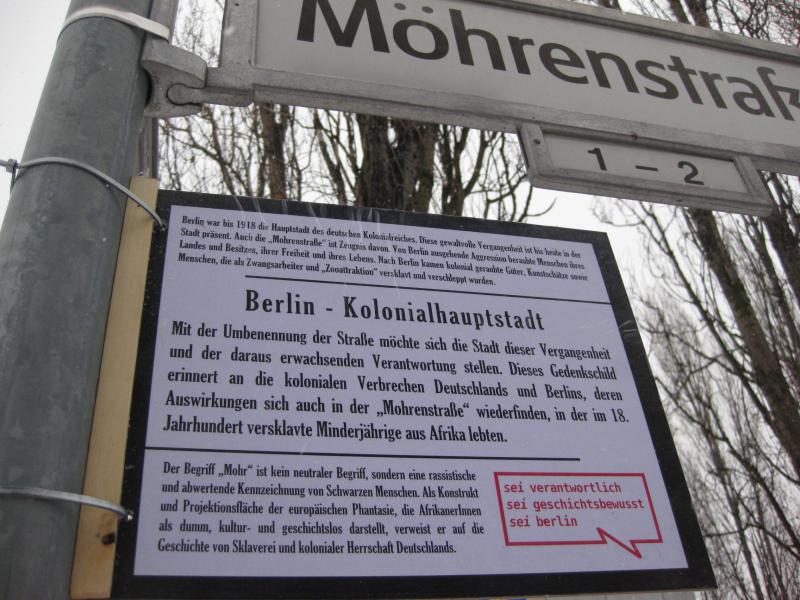 Möhrenstraß
1 – 2
Berlin war bis 1918 die Hauptstadt des deutschen Kolonialreiches. Diese gewaltvolle Vergangenheit ist bis heute in der
Stadt präsent. Auch die „Mohrenstraße“ ist Zeugnis davon. Von Berlin ausgehende Aggression beraubte Menschen ihres
Landes und Besitzes, ihrer Freiheit und ihres Lebens. Nach Berlin kamen kolonial geraubte Güter, Kunstschätze sowie
Menschen, die als Zwangsarbeiter und „Zooattraktion“ versklavt und verschleppt wurden.
Berlin - Kolonialhauptstadt
Mit der Umbenennung der Straße möchte sich die Stadt dieser Vergangenheit
und der daraus erwachsenden Verantwortung stellen. Dieses Gedenkschild
erinnert an die kolonialen Verbrechen Deutschlands und Berlins, deren
Auswirkungen sich auch in der „Mohrenstraße“ wiederfinden, in der im 18.
Jahrhundert versklavte Minderjährige aus Afrika lebten.
Der Begriff „Mohr“ ist kein neutraler Begriff, sondern eine rassistische
und abwertende Kennzeichnung von Schwarzen Menschen. Als Konstrukt
und Projektionsfläche der europäischen Phantasie, die AfrikanerInnen
als dumm, kultur- und geschichtslos darstellt, verweist er auf die
Geschichte von Sklaverei und kolonialer Herrschaft Deutschlands.
sei verantwortlich
sei geschichtsbewusst
sei berlin